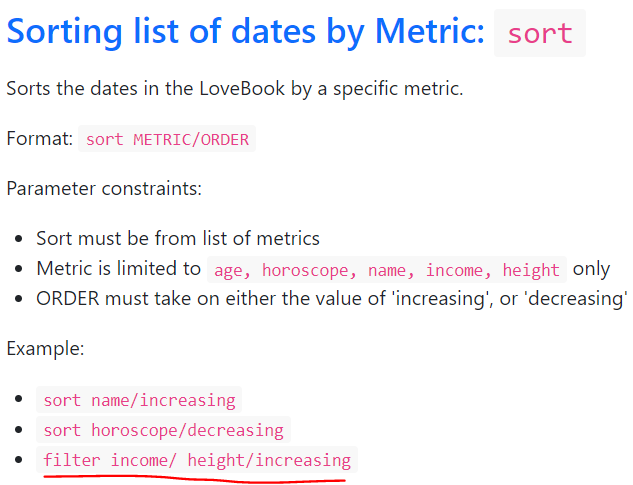 Sorting list of dates by Metric: sort
Sorts the dates in the LoveBook by a specific metric.
Format: sort METRIC/ORDER
Parameter constraints:
Sort must be from list of metrics
Metric is limited to age, horoscope, name, income, height only
ORDER must take on either the value of 'increasing', or 'decreasing'
Example:
sort name/increasing
sort horoscope/decreasing
filter income/ height/increasing